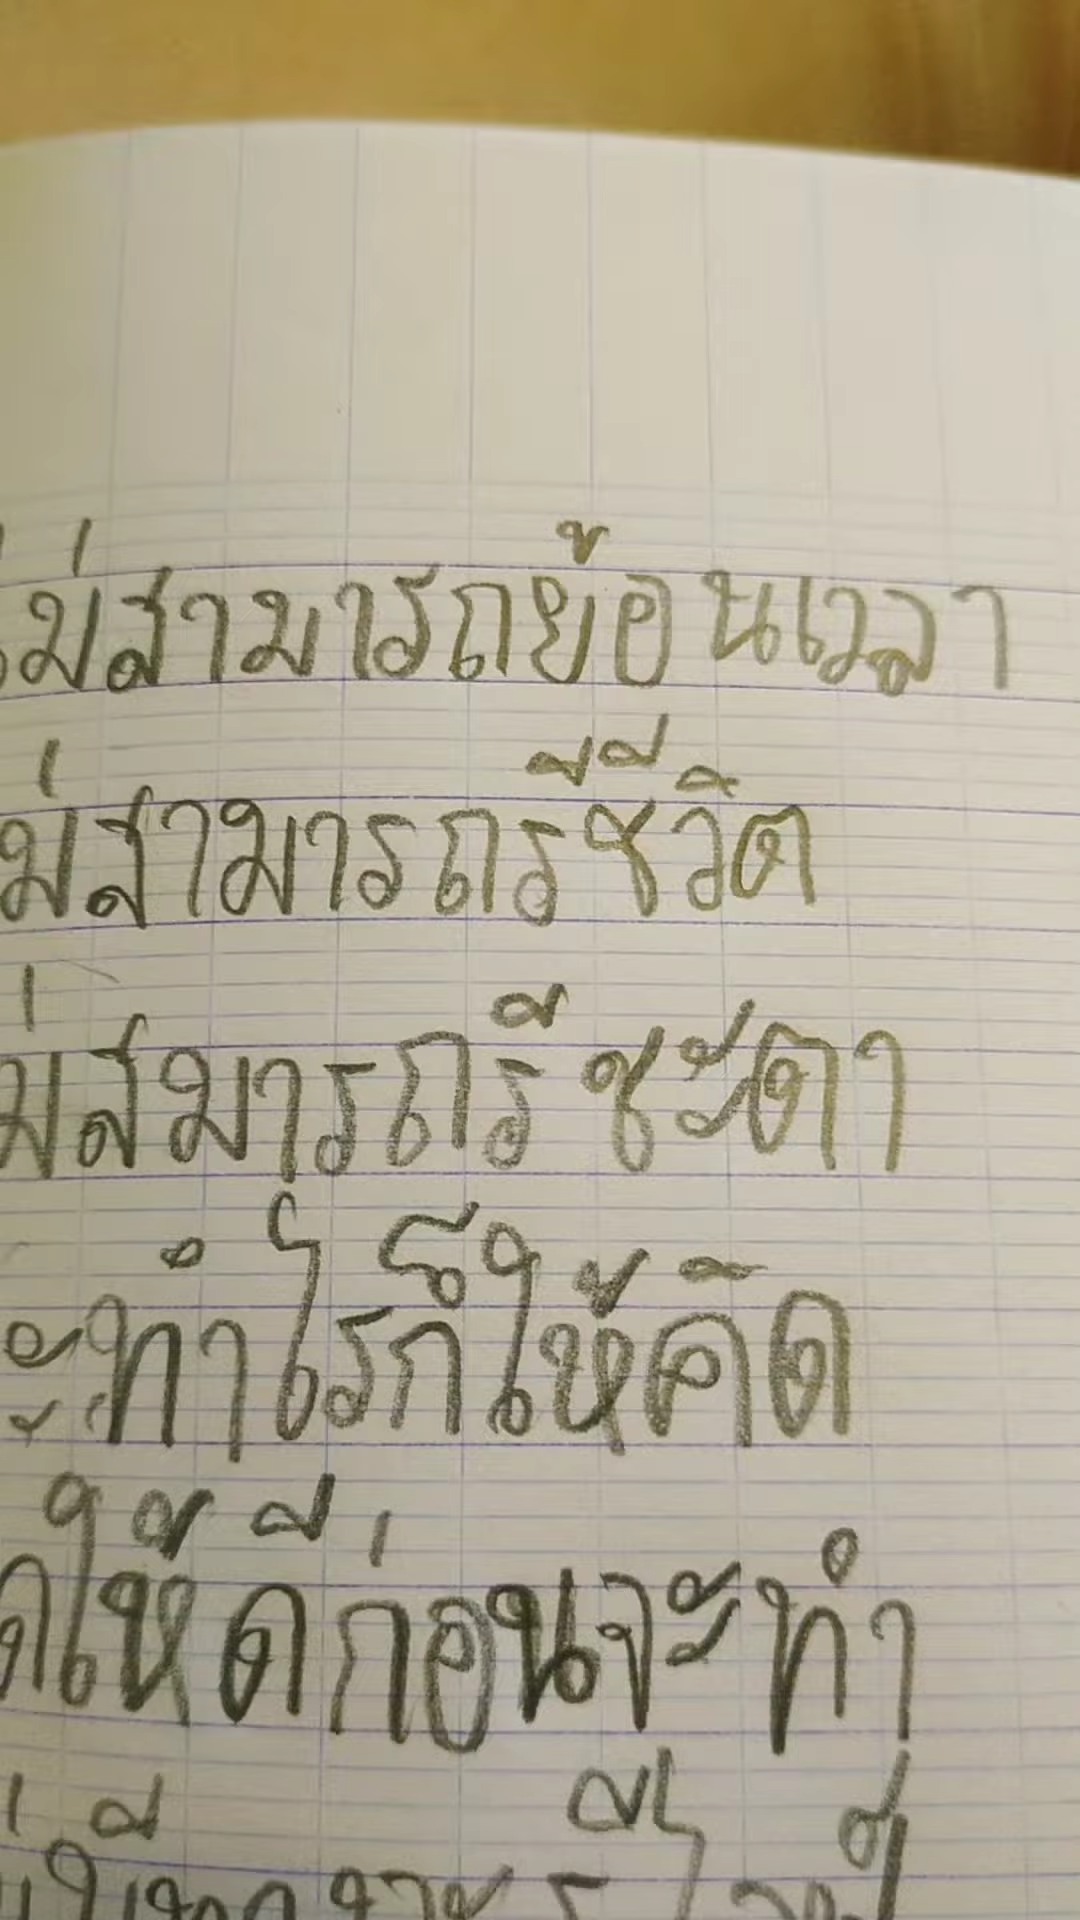 ไม่สามารถย้อนเวลา
ม่สามารถรีชีวิต
ม่สมารถรีชะตา
ะทำไรก็ให้คิด
ดให้ดีก่อนจะทำ